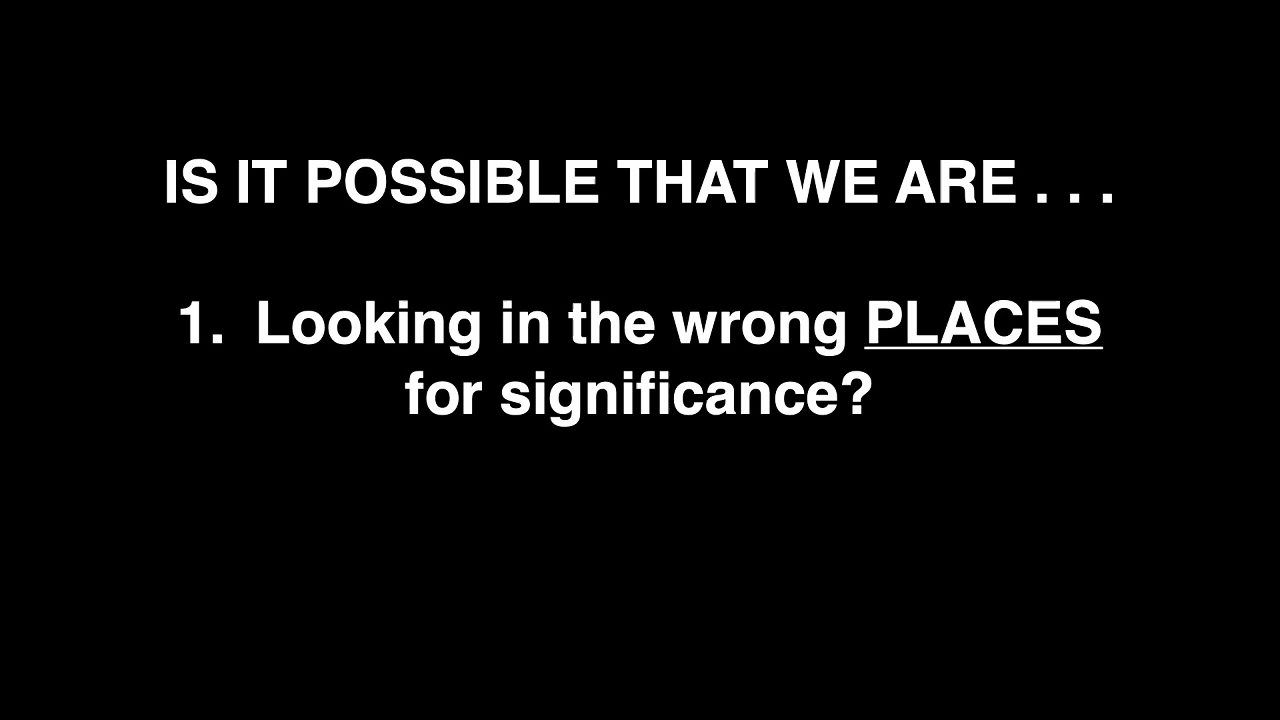 IS IT POSSIBLE THAT WE ARE . . .
1. Looking in the wrong PLACES
for significance?